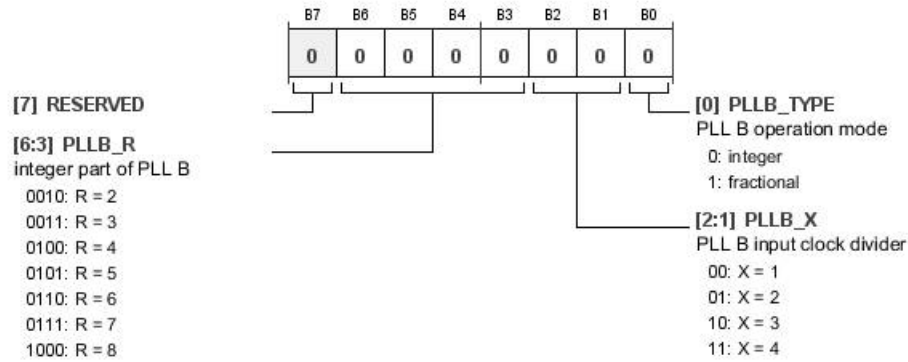 B7 B6 B5 B4 B3 B2 B1 B0
0 0 0 0 0 0 0 0
[7] RESERVED
[6:3] PLLB_R
integer part of PLL B
0010: R = 2
0011: R = 3
0100: R = 4
0101: R = 5
0110: R = 6
0111: R = 7
1000: R = 8
[0] PLLB_TYPE
PLL B operation mode
0: integer
1: fractional
[2:1] PLLB_X
PLL B input clock divider
00: X = 1
01: X = 2
10: X = 3
11: X = 4